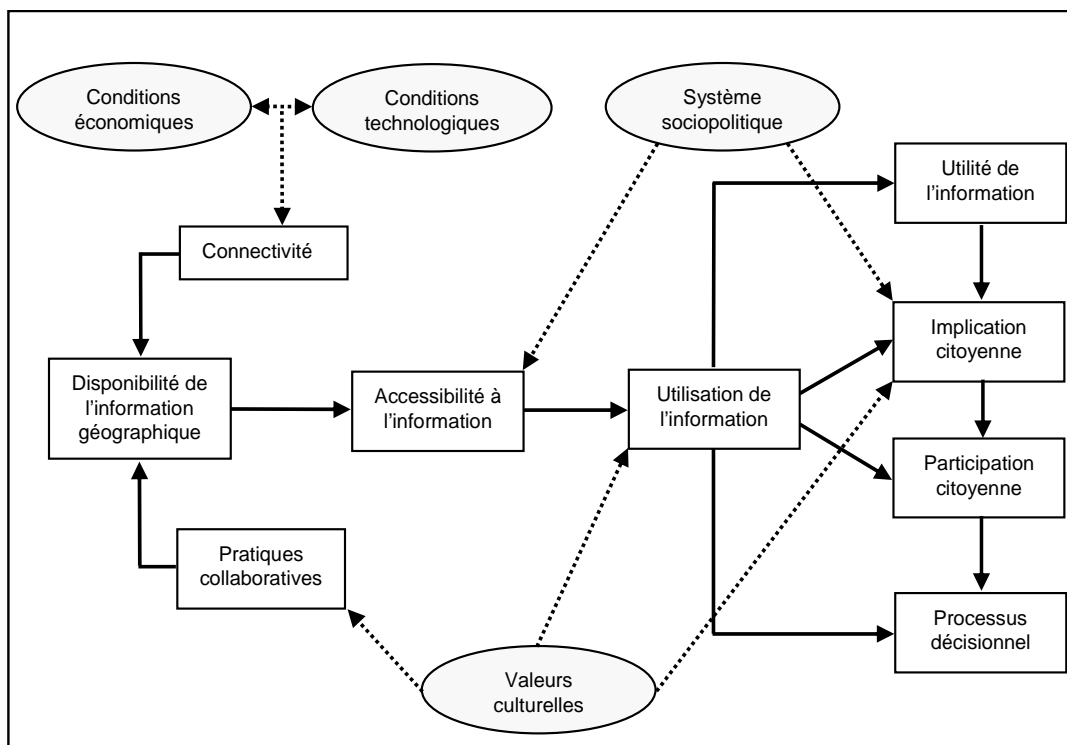 Conditions
économiques
Conditions
technologiques
Système
sociopolitique
Utilité de
l’information
Connectivité
Implication
citoyenne
Disponibilité de
l’information
géographique
Accessibilité à
l’information
Utilisation de
l’information
Participation
citoyenne
Pratiques
collaboratives
Processus
décisionnel
Valeurs
culturelles